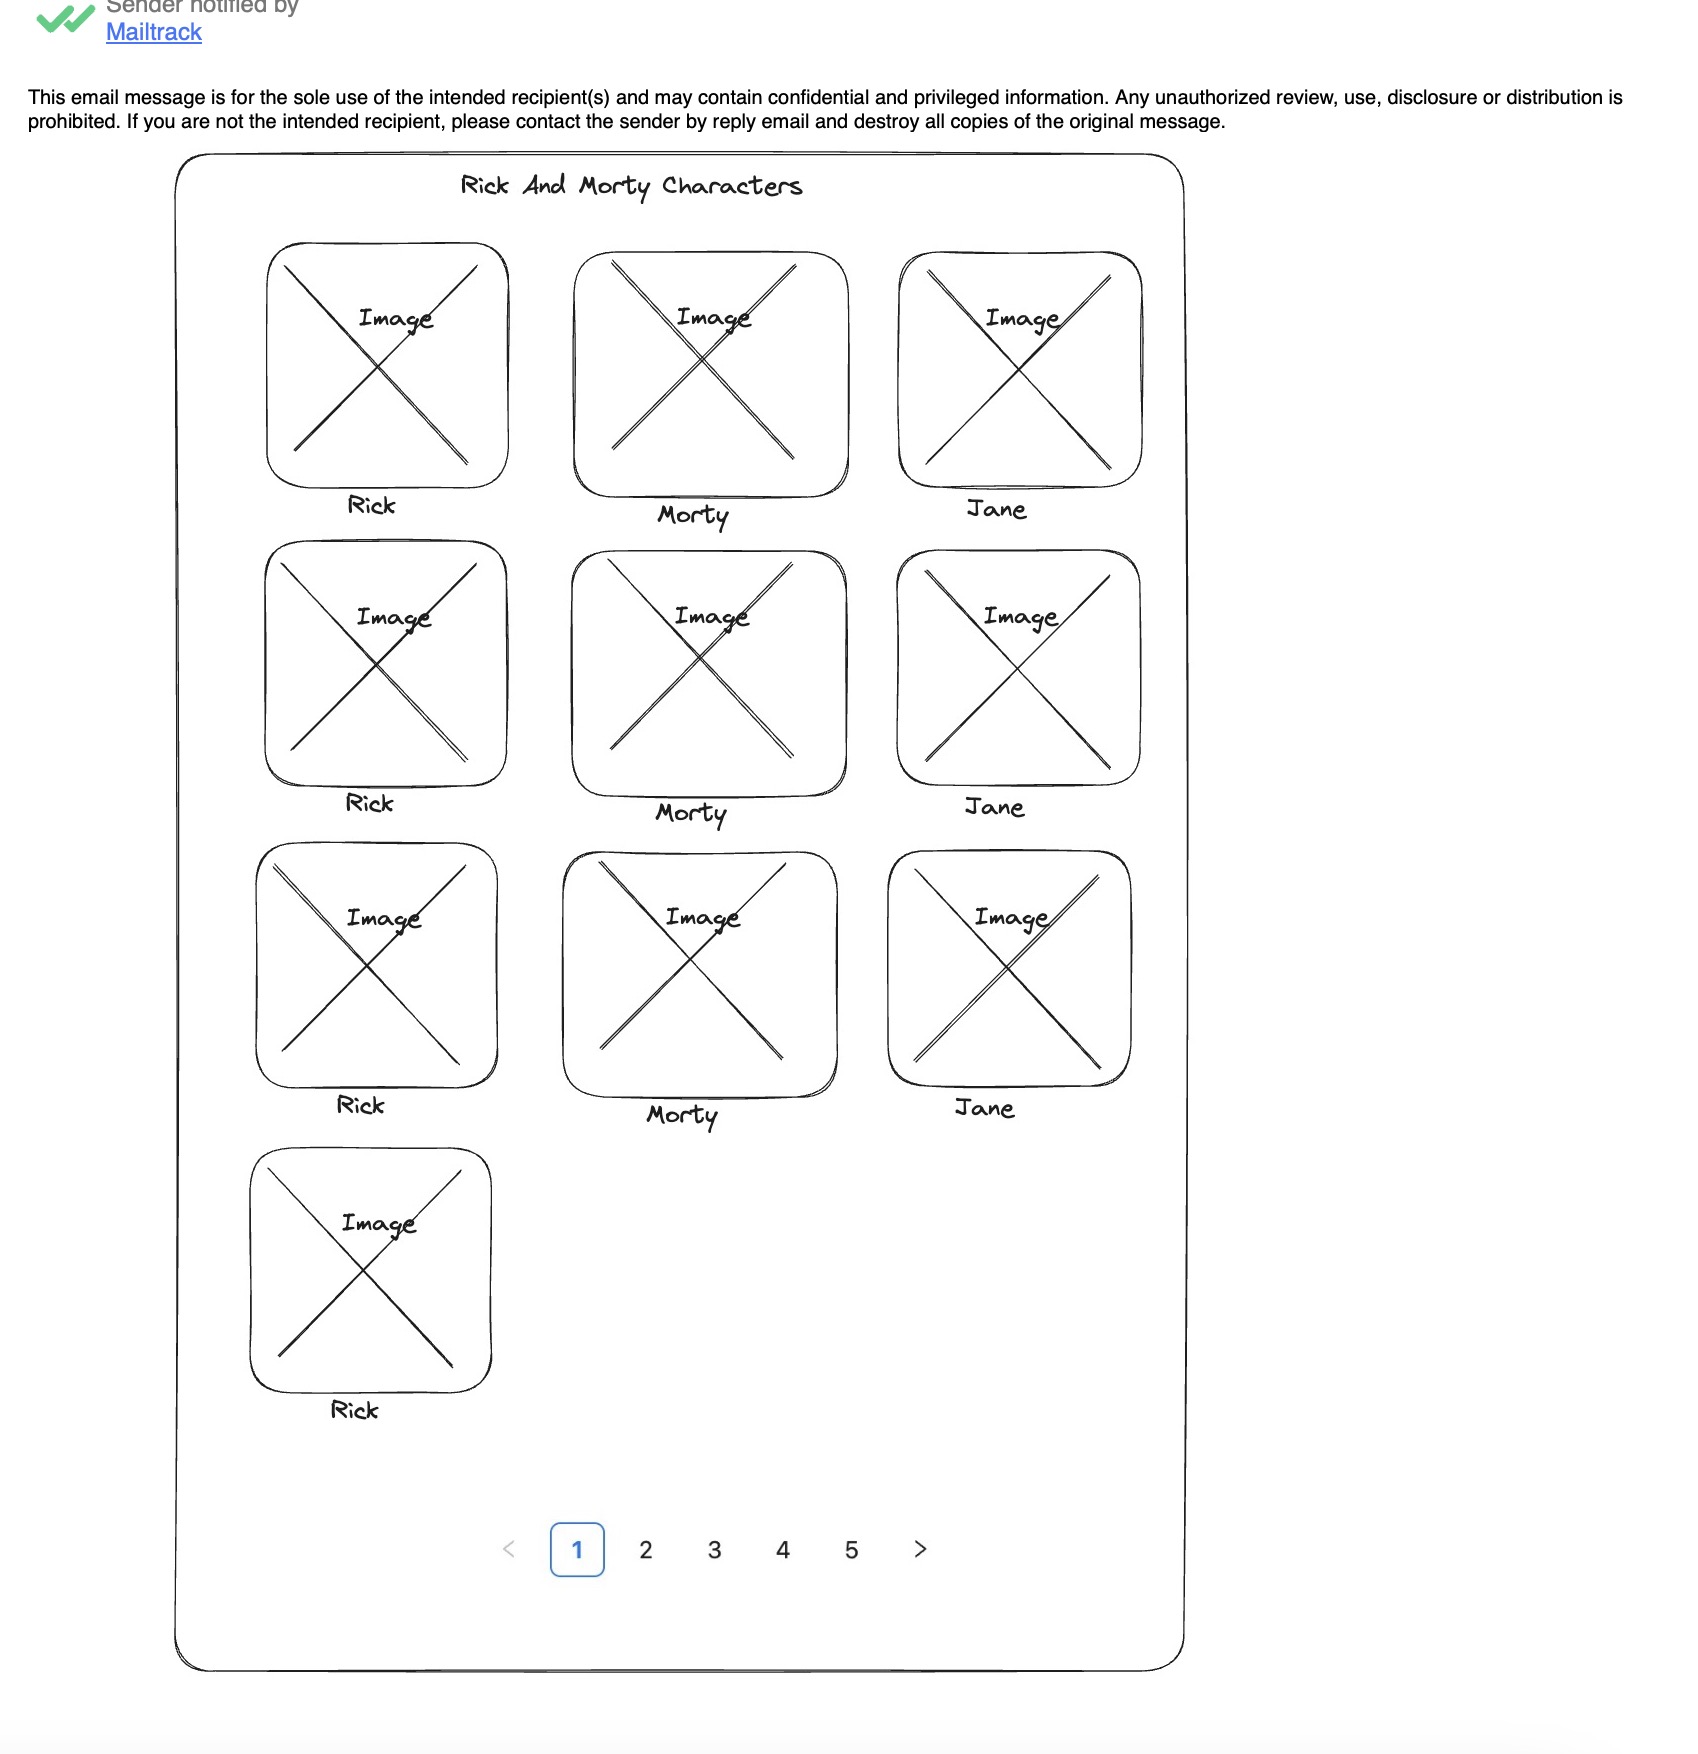 Sender notified by
Mailtrack
This email message is for the sole use of the intended recipient(s) and may contain confidential and privileged information. Any unauthorized review, use, disclosure or distribution is
prohibited. If you are not the intended recipient, please contact the sender by reply email and destroy all copies of the original message.
Rick And Morty Characters
Image Image Image
Rick Morty Jane
Image Image Image
Rick Morty Jane
Image Image Image
Rick Morty Jane
Image
Rick
< 1 2 3 4 5 >